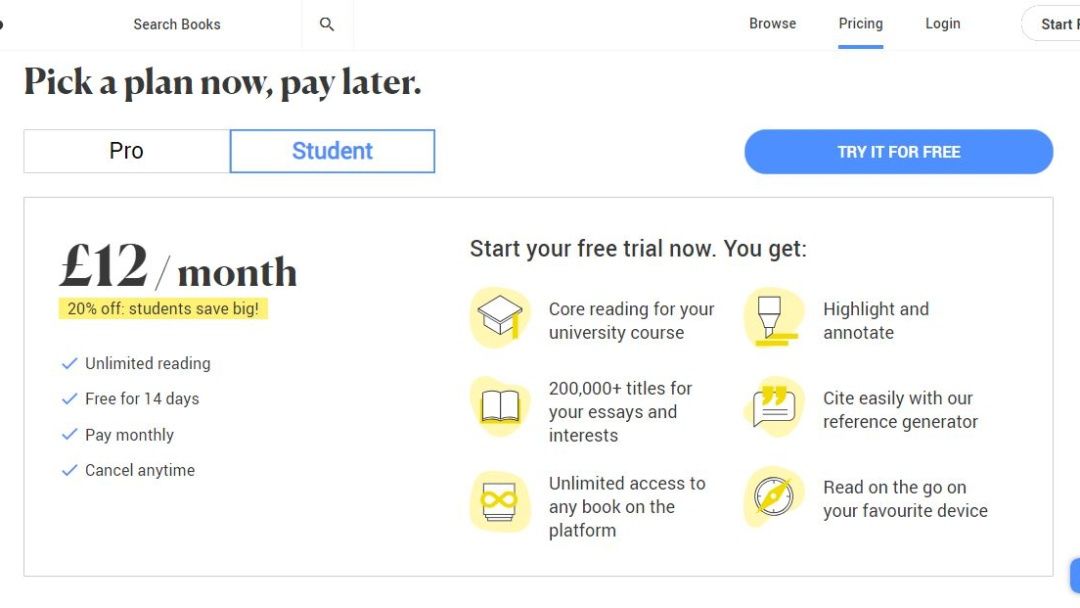 Search Books
Browse
Pricing
Login
Start
Pick a plan now, pay later.
Pro
Student
TRY IT FOR FREE
£12 / month
20% off: students save big!
Unlimited reading
Free for 14 days
Pay monthly
Cancel anytime
Start your free trial now. You get:
Core reading for your
university course
200,000+ titles for
your essays and
interests
Unlimited access to
any book on the
platform
Highlight and
annotate
Cite easily with our
reference generator
Read on the go on
your favourite device